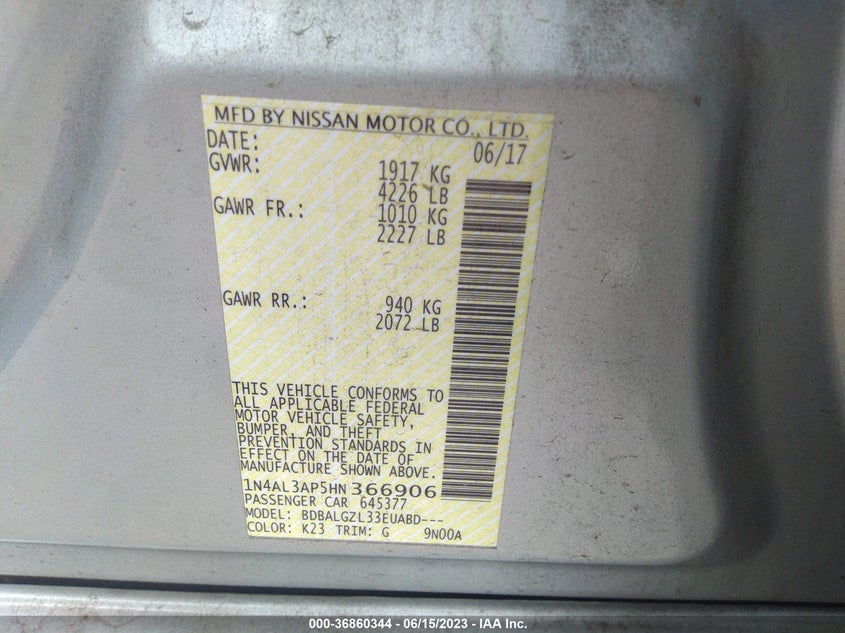 MFD BY NISSAN MOTOR CO., LTD.
DATE: 06/17
GVWR: 1917 KG
4226 LB
GAWR FR.: 1010 KG
2227 LB
GAWR RR.: 940 KG
2072 LB
THIS VEHICLE CONFORMS TO
ALL APPLICABLE FEDERAL
MOTOR VEHICLE SAFETY,
BUMPER, AND THEFT
PREVENTION STANDARDS IN
EFFECT ON THE DATE OF
MANUFACTURE SHOWN ABOVE.
1N4AL3AP5HN366906
PASSENGER CAR 645377
MODEL: BDBALGZL33EUABD---
COLOR: K23 TRIM: G 9N00A
000-36860344 - 06/15/2023 - IAA Inc.